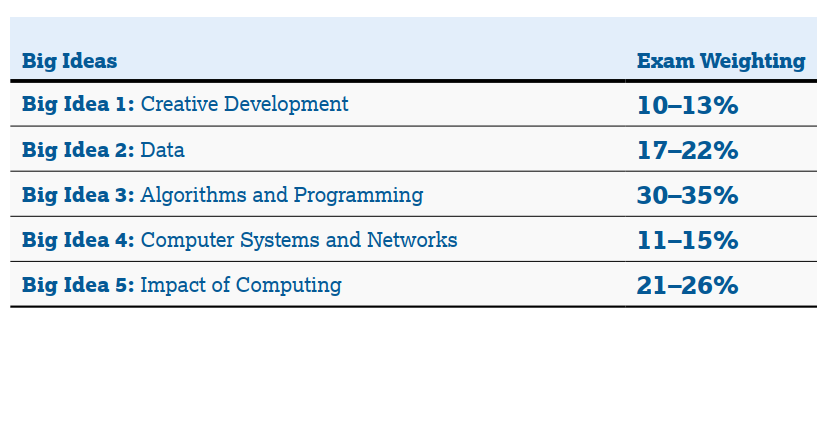 Big Ideas Exam Weighting
Big Idea 1: Creative Development 10–13%
Big Idea 2: Data 17–22%
Big Idea 3: Algorithms and Programming 30–35%
Big Idea 4: Computer Systems and Networks 11–15%
Big Idea 5: Impact of Computing 21–26%